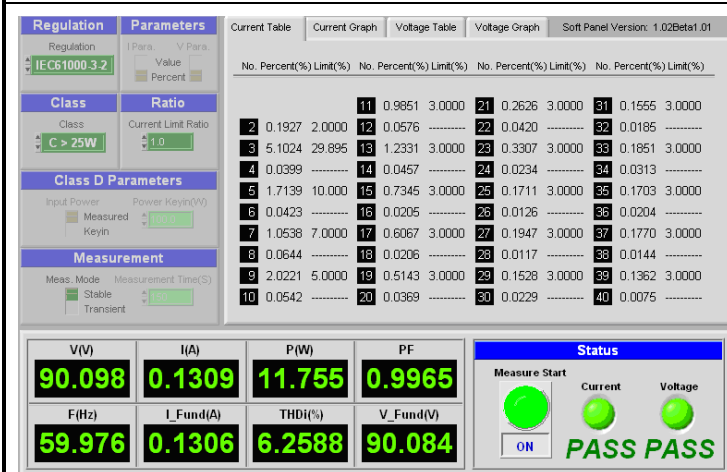 Regulation Parameters Current Table Current Graph Voltage Table Voltage Graph Soft Panel Version: 1.02Beta1.01
Regulation I Para. V Para.
IEC61000-3-2 Value
Percent
No. Percent(%) Limit(%) No. Percent(%) Limit(%) No. Percent(%) Limit(%) No. Percent(%) Limit(%)
Class Ratio
Class Current Limit Ratio
C > 25W 1.0
11 0.9851 3.0000 21 0.2626 3.0000 31 0.1555 3.0000
2 0.1927 2.0000 12 0.0576 --------- 22 0.0420 --------- 32 0.0185 ---------
3 5.1024 29.895 13 1.2331 3.0000 23 0.3307 3.0000 33 0.1851 3.0000
4 0.0399 --------- 14 0.0457 --------- 24 0.0234 --------- 34 0.0313 ---------
5 1.7139 10.000 15 0.7345 3.0000 25 0.1711 3.0000 35 0.1703 3.0000
6 0.0423 --------- 16 0.0205 --------- 26 0.0126 --------- 36 0.0204 ---------
7 1.0538 7.0000 17 0.6067 3.0000 27 0.1947 3.0000 37 0.1770 3.0000
8 0.0644 --------- 18 0.0206 --------- 28 0.0117 --------- 38 0.0144 ---------
9 2.0221 5.0000 19 0.5143 3.0000 29 0.1528 3.0000 39 0.1362 3.0000
10 0.0542 --------- 20 0.0369 --------- 30 0.0229 --------- 40 0.0075 ---------
Class D Parameters
Input Power Power Keyin(W)
Measured
Keyin
Measurement
Meas. Mode Measurement Time(S)
Stable
Transient
V(V) I(A) P(W) PF
90.098 0.1309 11.755 0.9965
F(Hz) I_Fund(A) THDi(%) V_Fund(V)
59.976 0.1306 6.2588 90.084
Status
Measure Start Current Voltage
ON PASS PASS